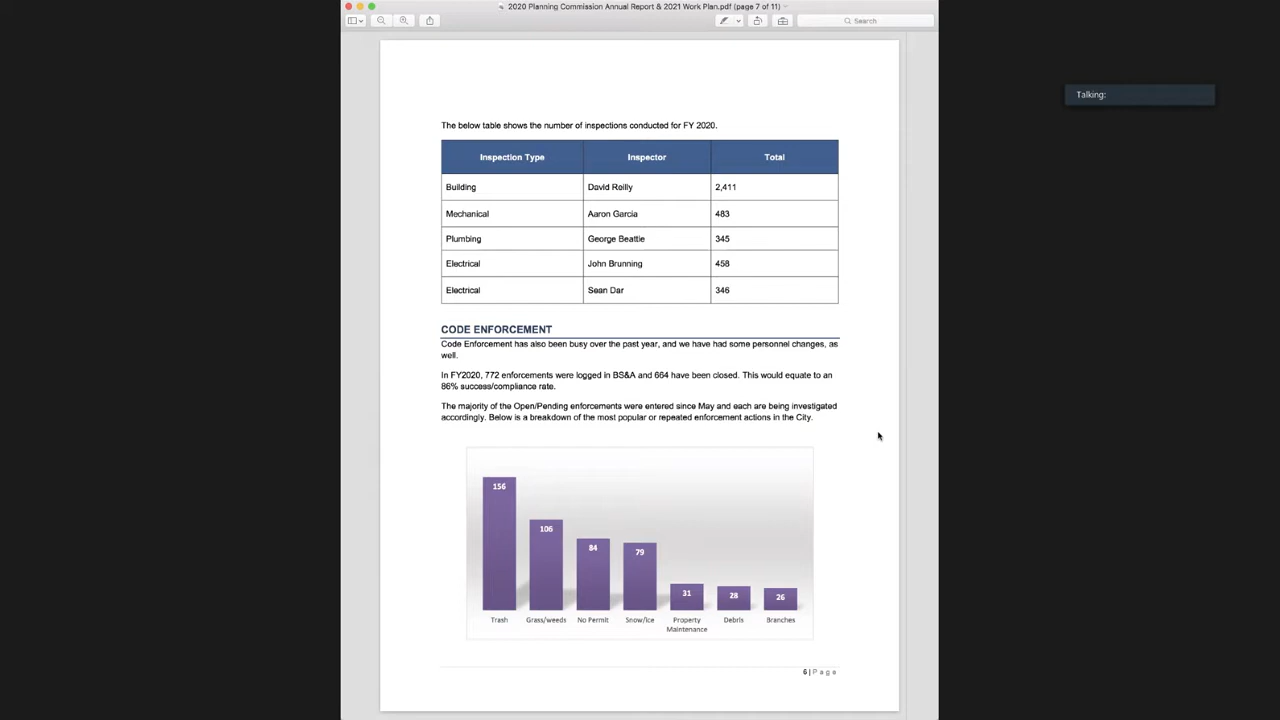 2020 Planning Commission Annual Report & 2021 Work Plan.pdf (page 7 of 11)
Search
Talking:
The below table shows the number of inspections conducted for FY 2020.
Inspection Type Inspector Total
Building David Reilly 2,411
Mechanical Aaron Garcia 483
Plumbing George Beattie 345
Electrical John Brunning 458
Electrical Sean Dar 346
CODE ENFORCEMENT
Code Enforcement has also been busy over the past year, and we have had some personnel changes, as
well.
In FY2020, 772 enforcements were logged in BS&A and 664 have been closed. This would equate to an
86% success/compliance rate.
The majority of the Open/Pending enforcements were entered since May and each are being investigated
accordingly. Below is a breakdown of the most popular or repeated enforcement actions in the City.
156
106
84
79
31
28
26
Trash Grass/weeds No Permit Snow/ice Property Debris Branches
Maintenance
6 | Page